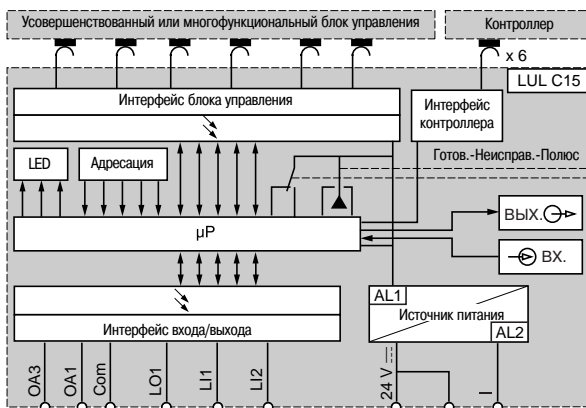 Усовершенствованный или многофункциональный блок управления
Контроллер
x 6
LUL C15
Интерфейс блока управления
Интерфейс
контроллера
Готов.-Неисправ.-Полюс
LED
Адресация
µP
ВЫХ.
ВХ.
AL1
Источник питания
AL2
Интерфейс входа/выхода
OA3
OA1
Com
LO1
LI1
LI2
24 V
I